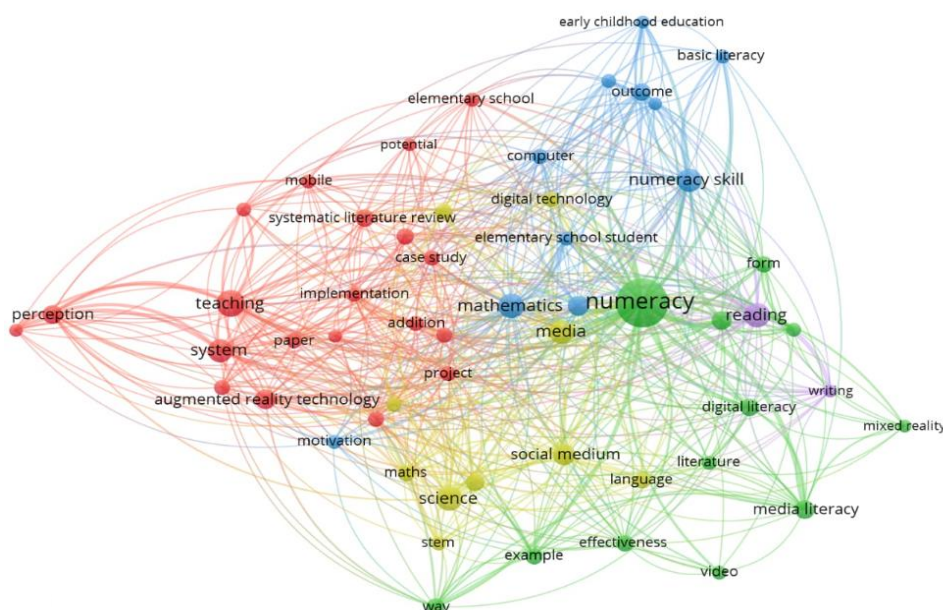 early childhood education
basic literacy
outcome
elementary school
potential
computer
mobile
numeracy skill
digital technology
systematic literature review
elementary school student
case study
form
implementation
teaching
mathematics
numeracy
perception
addition
media
reading
system
paper
project
augmented reality technology
writing
digital literacy
mixed reality
motivation
social medium
literature
maths
language
science
media literacy
stem
example
effectiveness
video
way